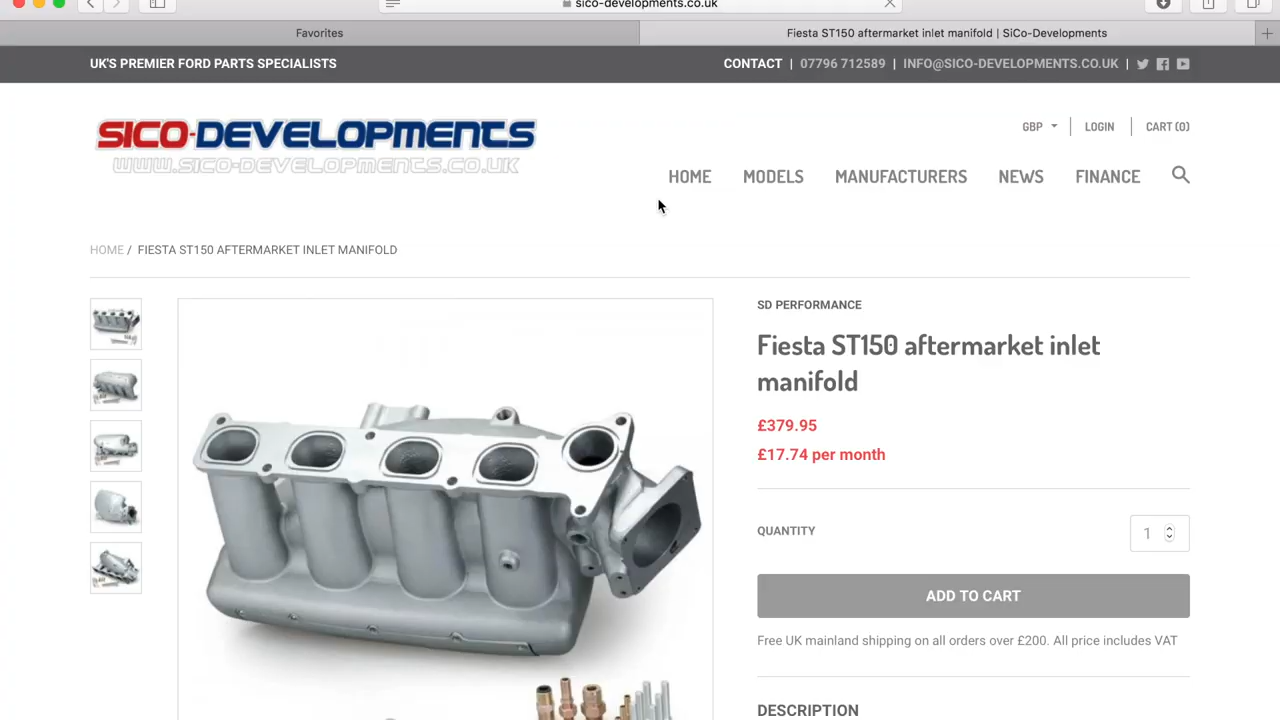 sico-developments.co.uk
Favorites
Fiesta ST150 aftermarket inlet manifold | SiCo-Developments
UK'S PREMIER FORD PARTS SPECIALISTS
CONTACT | 07796 712589 | INFO@SICO-DEVELOPMENTS.CO.UK |
SICO-DEVELOPMENTS
WWW.SICO-DEVELOPMENTS.CO.UK
GBP
LOGIN
CART (0)
HOME
MODELS
MANUFACTURERS
NEWS
FINANCE
HOME / FIESTA ST150 AFTERMARKET INLET MANIFOLD
SD PERFORMANCE
Fiesta ST150 aftermarket inlet
manifold
£379.95
£17.74 per month
QUANTITY
1
ADD TO CART
Free UK mainland shipping on all orders over £200. All price includes VAT
DESCRIPTION